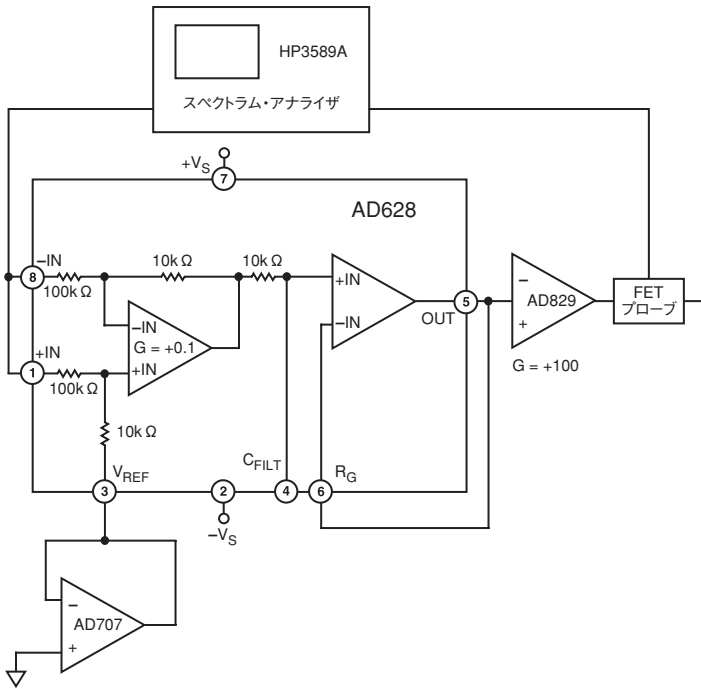 HP3589A
スペクトラム・アナライザ
+VS
7
AD628
–IN
8
100kΩ
10kΩ
10kΩ
–IN
G = +0.1
+IN
+IN
1
100kΩ
10kΩ
+IN
–IN
OUT
5
–
AD829
+
G = +100
FET
プローブ
VREF
3
2
–VS
CFILT
4
RG
6
–
AD707
+